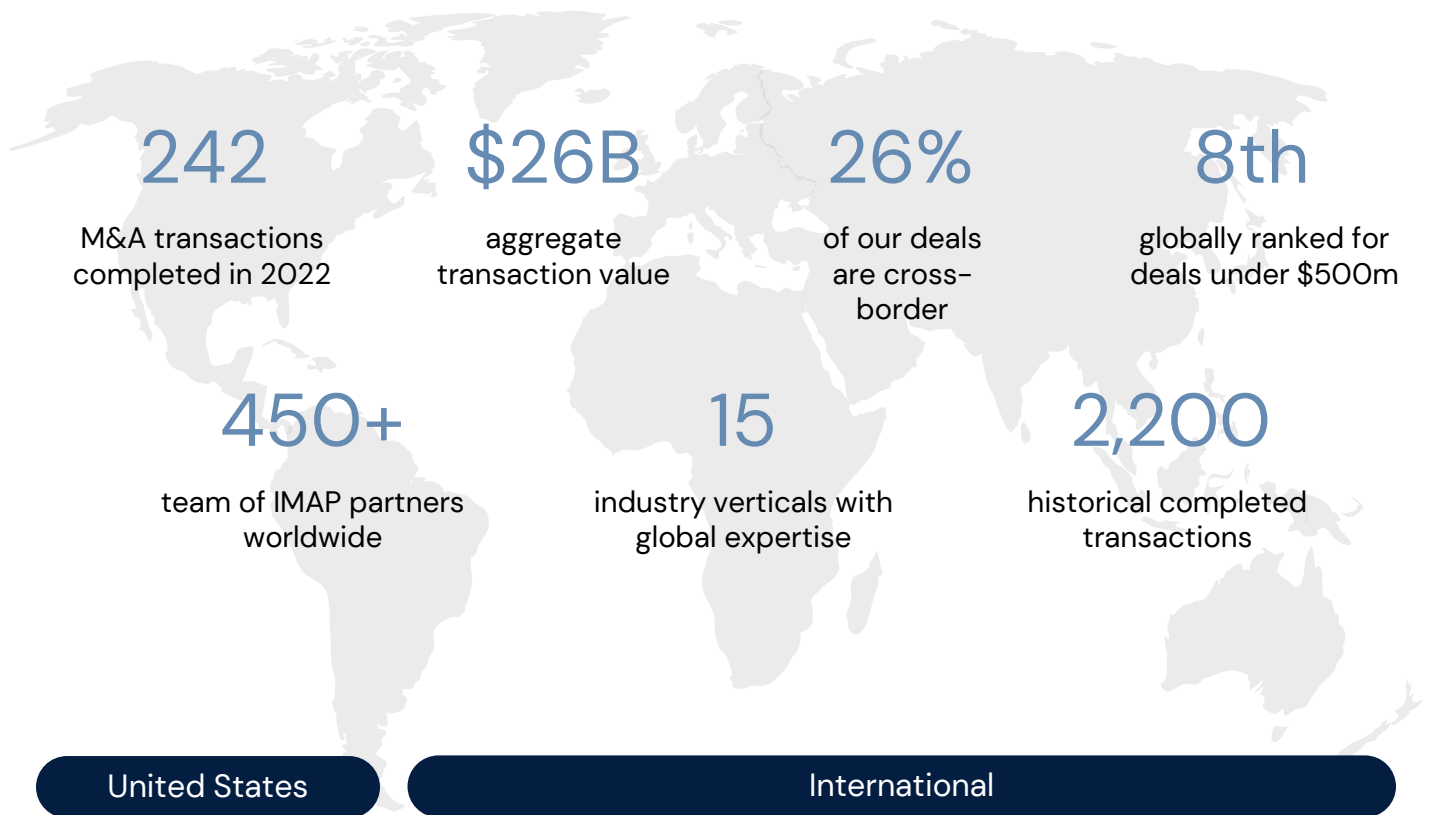 242
M&A transactions
completed in 2022
$26B
aggregate
transaction value
26%
of our deals
are cross-
border
8th
globally ranked for
deals under $500m
450+
team of IMAP partners
worldwide
15
industry verticals with
global expertise
2,200
historical completed
transactions
United States
International